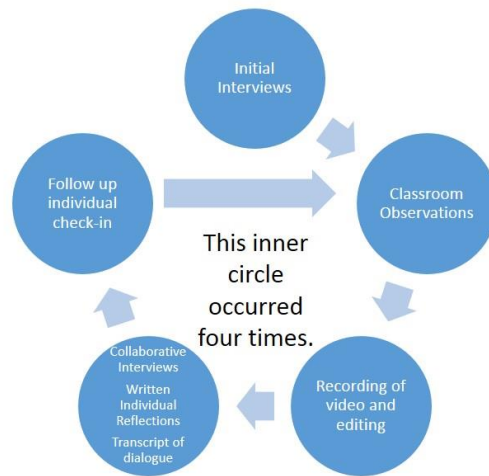 Initial
Interviews
Classroom
Observations
Recording of
video and
editing
Collaborative
Interviews
Written
Individual
Reflections
Transcript of
dialogue
Follow up
individual
check-in
This inner
circle
occurred
four times.